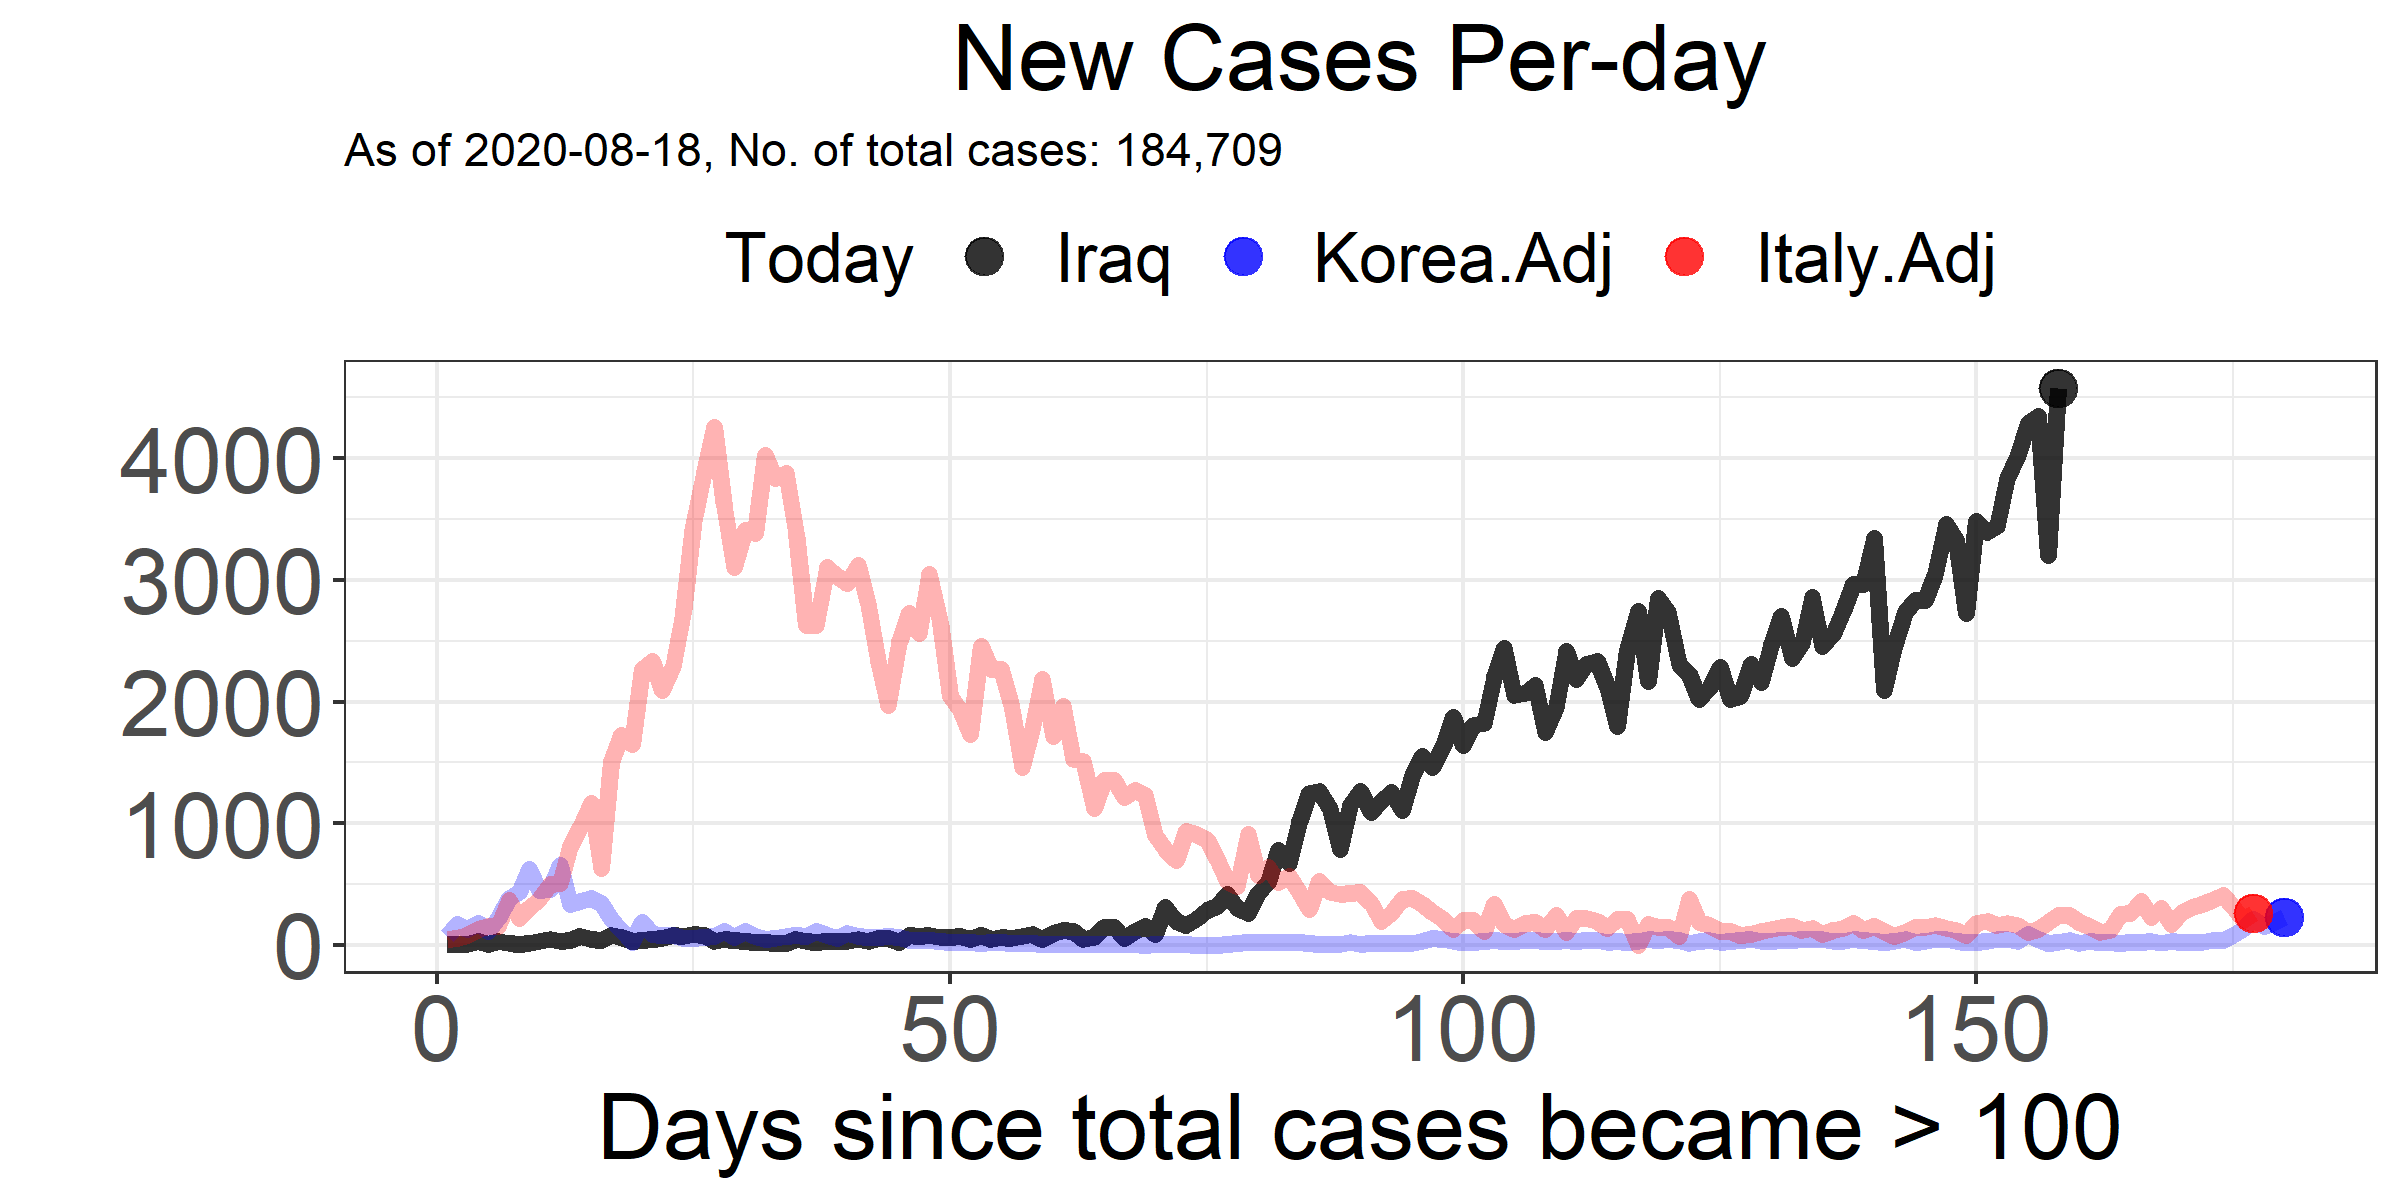 New Cases Per-day
As of 2020-08-18, No. of total cases: 184,709
Today Iraq Korea.Adj Italy.Adj
4000
3000
2000
1000
0
0 50 100 150
Days since total cases became > 100